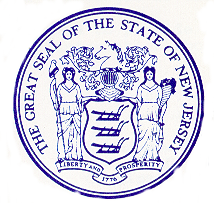 THE GREAT SEAL OF THE STATE OF NEW JERSEY
LIBERTY AND PROSPERITY
1776